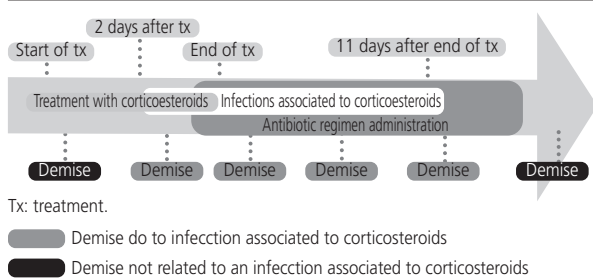 2 days after tx
Start of tx
End of tx
11 days after end of tx
Treatment with corticoesteroids
Infections associated to corticoesteroids
Antibiotic regimen administration
Demise
Demise
Demise
Demise
Demise
Demise
Tx: treatment.
Demise do to infecction associated to corticosteroids
Demise not related to an infecction associated to corticosteroids